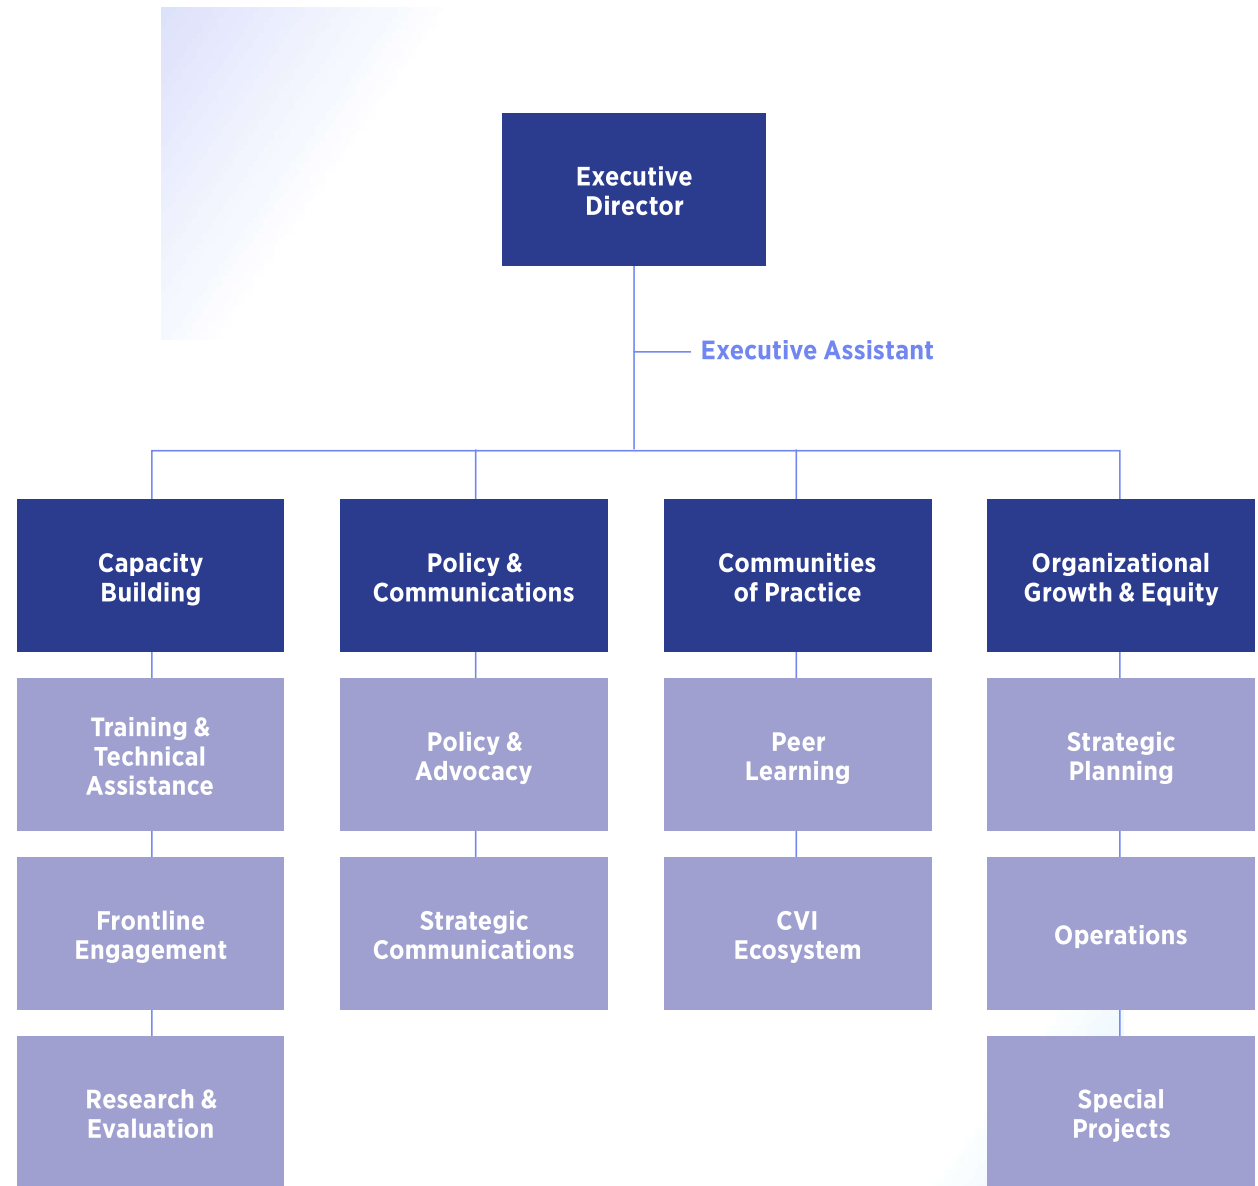 Executive
Director
Executive Assistant
Capacity
Building
Policy &
Communications
Communities
of Practice
Organizational
Growth & Equity
Training &
Technical
Assistance
Policy &
Advocacy
Peer
Learning
Strategic
Planning
Frontline
Engagement
Strategic
Communications
CVI
Ecosystem
Operations
Research &
Evaluation
Special
Projects